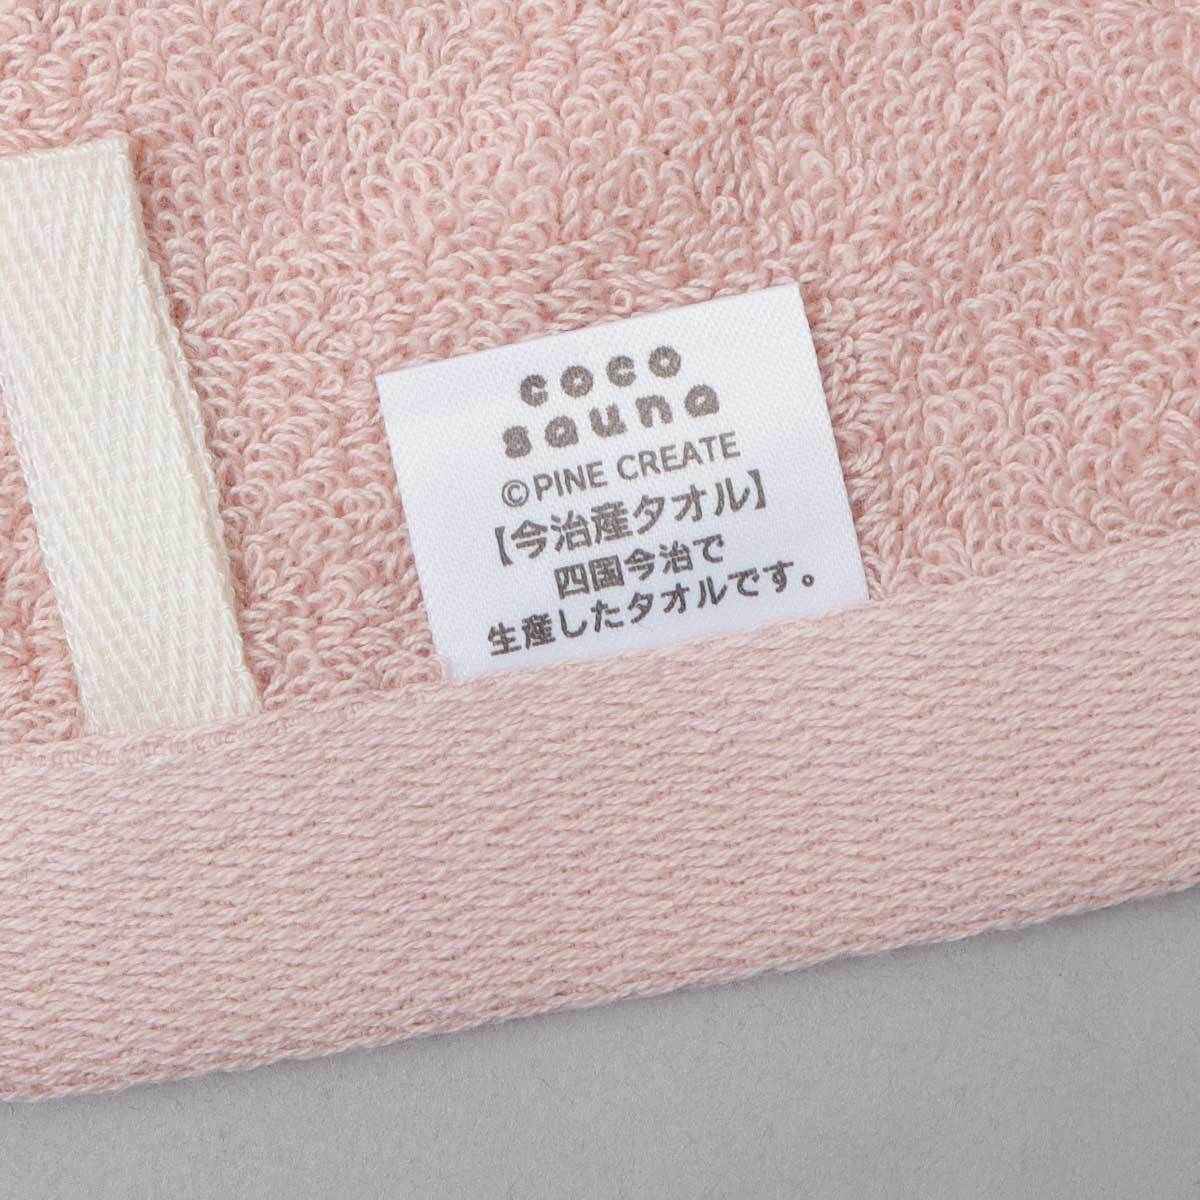 coco
sauna
©PINE CREATE
【今治産タオル】
四国今治で
生産したタオルです。